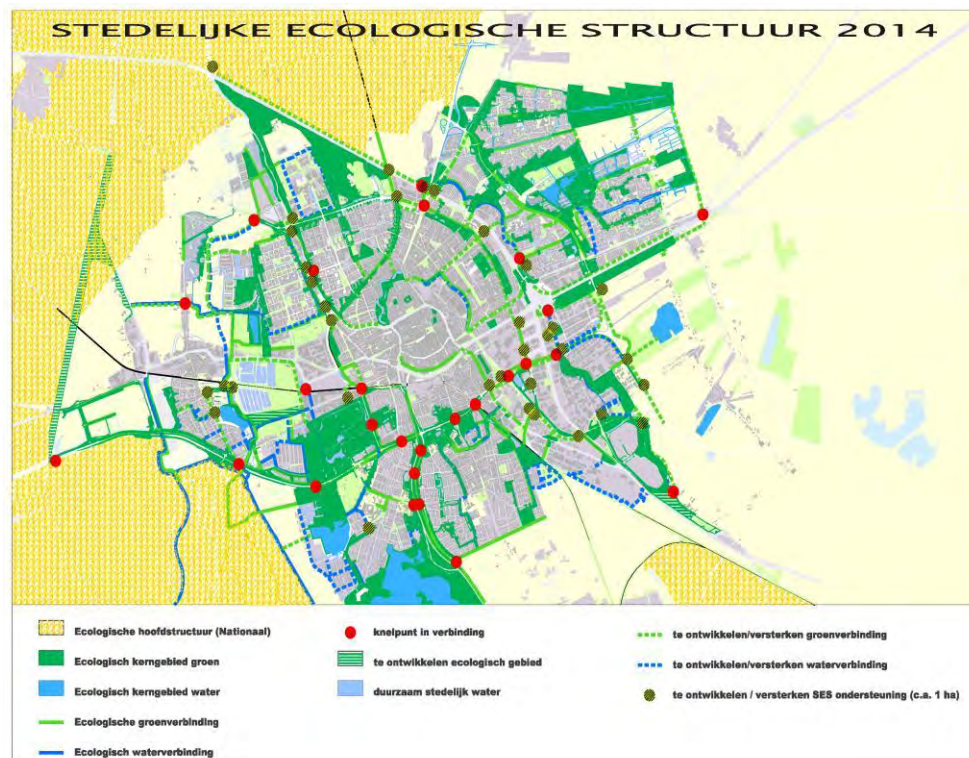 STEDELIJKE ECOLOGISCHE STRUCTUUR 2014
Ecologische hoofdstructuur (Nationaal)
Ecologisch kerngebied groen
Ecologisch kerngebied water
Ecologische groenverbinding
Ecologisch waterverbinding
knelpunt in verbinding
te ontwikkelen ecologisch gebied
duurzaam stedelijk water
te ontwikkelen/versterken groenverbinding
te ontwikkelen/versterken waterverbinding
te ontwikkelen / versterken SES ondersteuning (c.a. 1 ha)